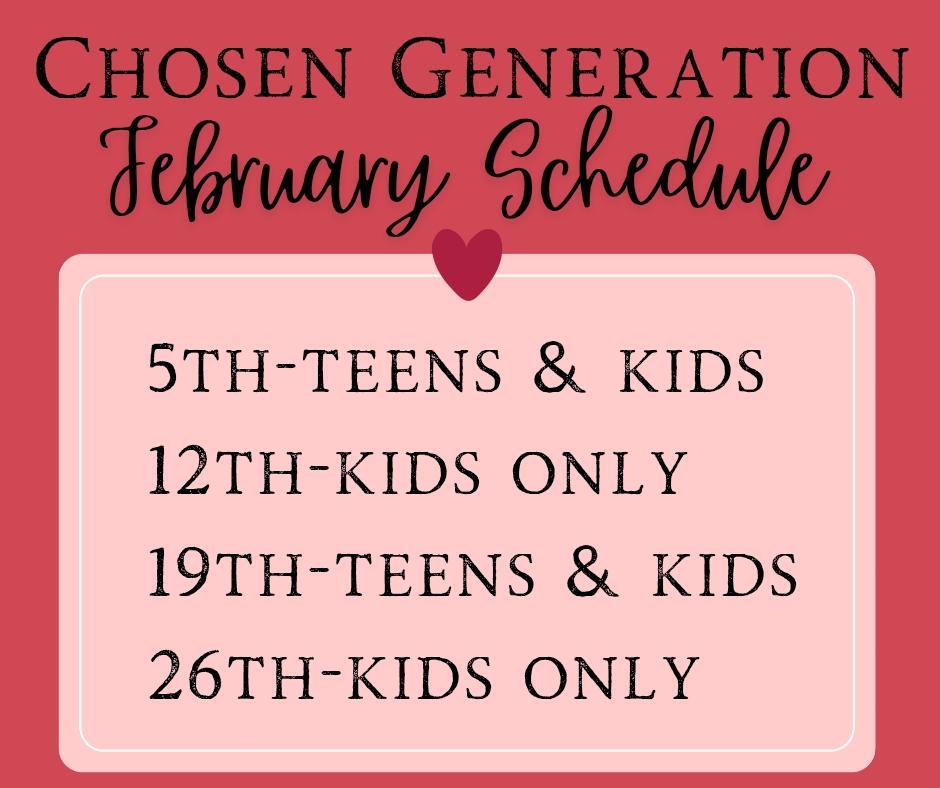 Chosen Generation
February Schedule
5th-Teens & Kids
12th-Kids Only
19th-Teens & Kids
26th-Kids Only